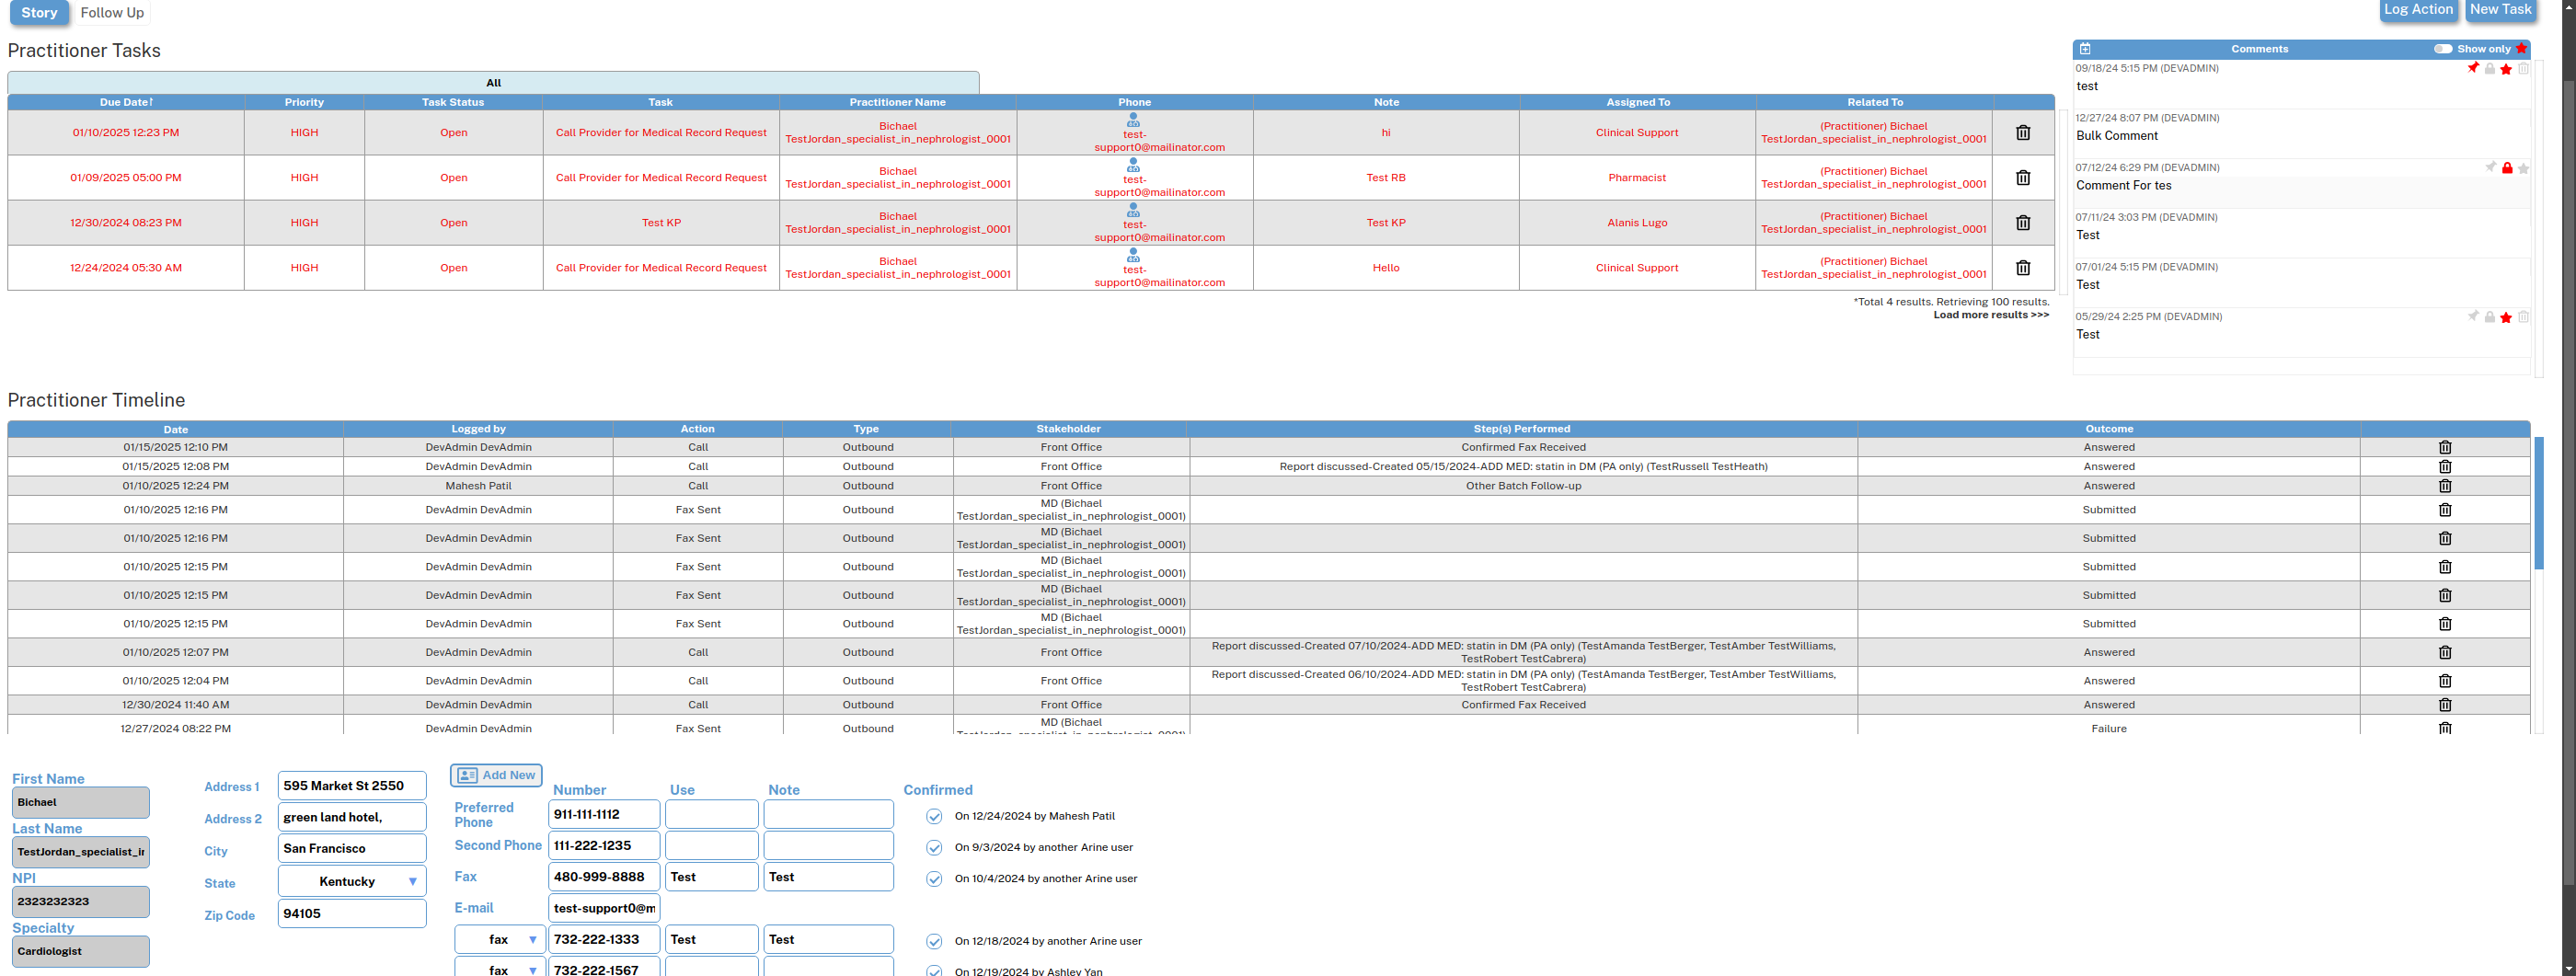 Story Follow Up Log Action New Task
Practitioner Tasks
All
Due Date↑ Priority Task Status Task Practitioner Name Phone Note Assigned To Related To
01/10/2025 12:23 PM HIGH Open Call Provider for Medical Record Request Bichael TestJordan_specialist_in_nephrologist_0001 test-support0@mailinator.com hi Clinical Support (Practitioner) Bichael TestJordan_specialist_in_nephrologist_0001
01/09/2025 05:00 PM HIGH Open Call Provider for Medical Record Request Bichael TestJordan_specialist_in_nephrologist_0001 test-support0@mailinator.com Test RB Pharmacist (Practitioner) Bichael TestJordan_specialist_in_nephrologist_0001
12/30/2024 08:23 PM HIGH Open Test KP Bichael TestJordan_specialist_in_nephrologist_0001 test-support0@mailinator.com Test KP Alanis Lugo (Practitioner) Bichael TestJordan_specialist_in_nephrologist_0001
12/24/2024 05:30 AM HIGH Open Call Provider for Medical Record Request Bichael TestJordan_specialist_in_nephrologist_0001 test-support0@mailinator.com Hello Clinical Support (Practitioner) Bichael TestJordan_specialist_in_nephrologist_0001
*Total 4 results. Retrieving 100 results.
Load more results >>>
Comments Show only
09/18/24 5:15 PM (DEVADMIN)
test
12/27/24 8:07 PM (DEVADMIN)
Bulk Comment
07/12/24 6:29 PM (DEVADMIN)
Comment For tes
07/11/24 3:03 PM (DEVADMIN)
Test
07/01/24 5:15 PM (DEVADMIN)
Test
05/29/24 2:25 PM (DEVADMIN)
Test
Practitioner Timeline
Date Logged by Action Type Stakeholder Step(s) Performed Outcome
01/15/2025 12:10 PM DevAdmin DevAdmin Call Outbound Front Office Confirmed Fax Received Answered
01/15/2025 12:08 PM DevAdmin DevAdmin Call Outbound Front Office Report discussed-Created 05/15/2024-ADD MED: statin in DM (PA only) (TestRussell TestHeath) Answered
01/10/2025 12:24 PM Mahesh Patil Call Outbound Front Office Other Batch Follow-up Answered
01/10/2025 12:16 PM DevAdmin DevAdmin Fax Sent Outbound MD (Bichael TestJordan_specialist_in_nephrologist_0001) Submitted
01/10/2025 12:16 PM DevAdmin DevAdmin Fax Sent Outbound MD (Bichael TestJordan_specialist_in_nephrologist_0001) Submitted
01/10/2025 12:15 PM DevAdmin DevAdmin Fax Sent Outbound MD (Bichael TestJordan_specialist_in_nephrologist_0001) Submitted
01/10/2025 12:15 PM DevAdmin DevAdmin Fax Sent Outbound MD (Bichael TestJordan_specialist_in_nephrologist_0001) Submitted
01/10/2025 12:15 PM DevAdmin DevAdmin Fax Sent Outbound MD (Bichael TestJordan_specialist_in_nephrologist_0001) Submitted
01/10/2025 12:07 PM DevAdmin DevAdmin Call Outbound Front Office Report discussed-Created 07/10/2024-ADD MED: statin in DM (PA only) (TestAmanda TestBerger, TestAmber TestWilliams, TestRobert TestCabrera) Answered
01/10/2025 12:04 PM DevAdmin DevAdmin Call Outbound Front Office Report discussed-Created 06/10/2024-ADD MED: statin in DM (PA only) (TestAmanda TestBerger, TestAmber TestWilliams, TestRobert TestCabrera) Answered
12/30/2024 11:40 AM DevAdmin DevAdmin Call Outbound Front Office Confirmed Fax Received Answered
12/27/2024 08:22 PM DevAdmin DevAdmin Fax Sent Outbound MD (Bichael Failure
First Name
Bichael
Last Name
TestJordan_specialist_i
NPI
2323232323
Specialty
Cardiologist
Address 1 595 Market St 2550
Address 2 green land hotel,
City San Francisco
State Kentucky
Zip Code 94105
Add New
Number Use Note Confirmed
Preferred Phone 911-111-1112 On 12/24/2024 by Mahesh Patil
Second Phone 111-222-1235 On 9/3/2024 by another Arine user
Fax 480-999-8888 Test Test On 10/4/2024 by another Arine user
E-mail test-support0@m
fax 732-222-1333 Test Test On 12/18/2024 by another Arine user
fax 732-222-1567 On 12/19/2024 by Ashley Yan